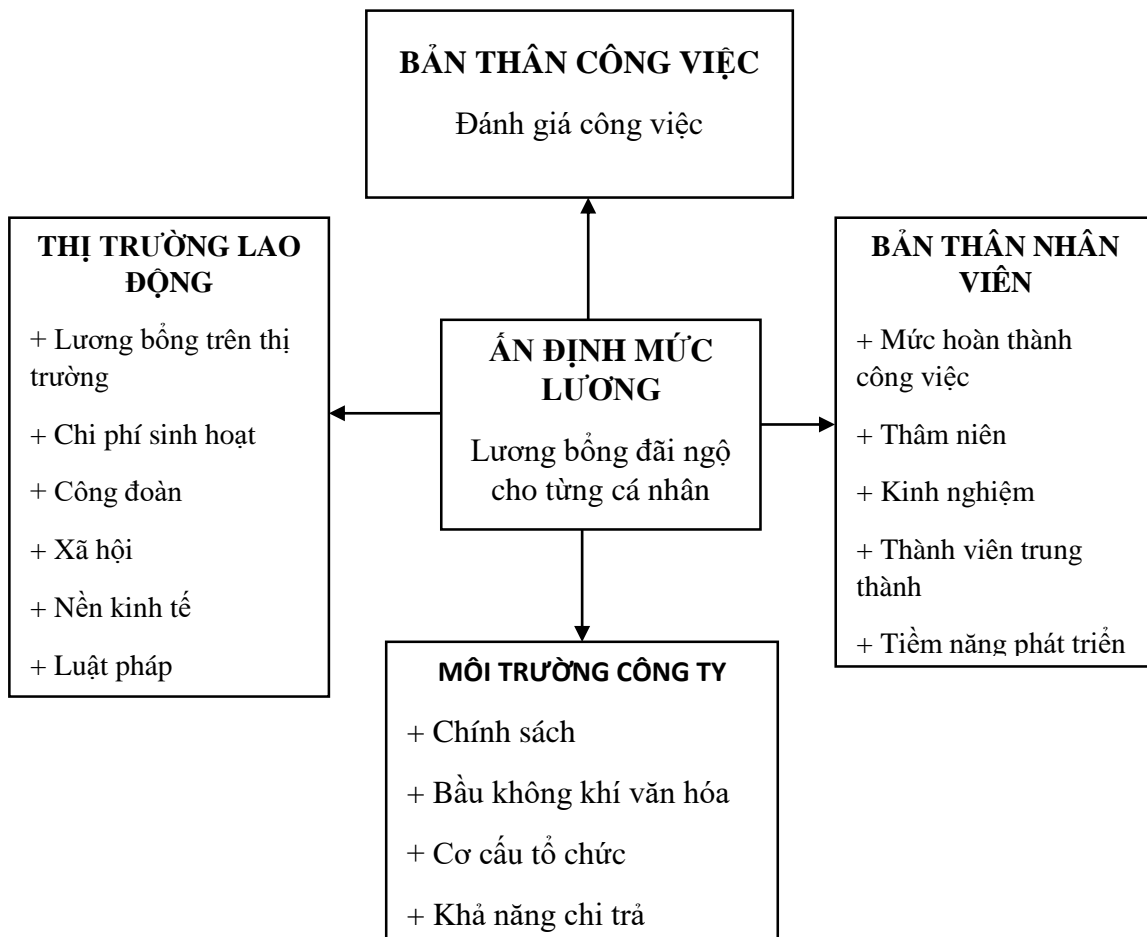 BẢN THÂN CÔNG VIỆC
Đánh giá công việc
THỊ TRƯỜNG LAO
ĐỘNG
+ Lương bổng trên thị
trường
+ Chi phí sinh hoạt
+ Công đoàn
+ Xã hội
+ Nền kinh tế
+ Luật pháp
ẤN ĐỊNH MỨC
LƯƠNG
Lương bổng đãi ngộ
cho từng cá nhân
BẢN THÂN NHÂN
VIÊN
+ Mức hoàn thành
công việc
+ Thâm niên
+ Kinh nghiệm
+ Thành viên trung
thành
+ Tiềm năng phát triển
MÔI TRƯỜNG CÔNG TY
+ Chính sách
+ Bầu không khí văn hóa
+ Cơ cấu tổ chức
+ Khả năng chi trả